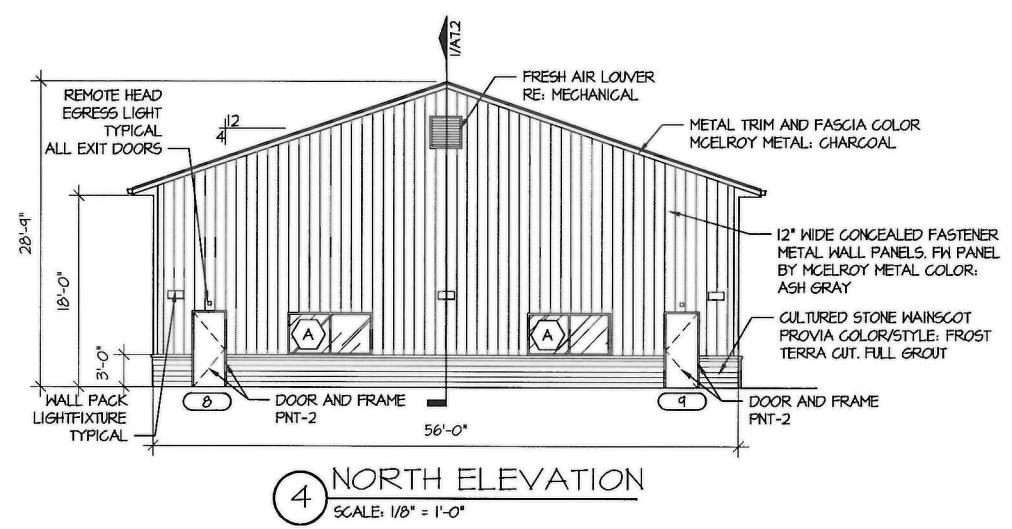 1/A7.2
FRESH AIR LOUVER
RE: MECHANICAL
REMOTE HEAD
EGRESS LIGHT
TYPICAL
ALL EXIT DOORS
12
4
METAL TRIM AND FASCIA COLOR
MCELROY METAL: CHARCOAL
28'-9"
18'-0"
3'-0"
12" WIDE CONCEALED FASTENER
METAL WALL PANELS. FW PANEL
BY MCELROY METAL COLOR:
ASH GRAY
A
A
CULTURED STONE WAINSCOT
PROVIA COLOR/STYLE: FROST
TERRA CUT. FULL GROUT
WALL PACK
LIGHTFIXTURE
TYPICAL
8
DOOR AND FRAME
PNT-2
9
DOOR AND FRAME
PNT-2
56'-0"
4
NORTH ELEVATION
SCALE: 1/8" = 1'-0"